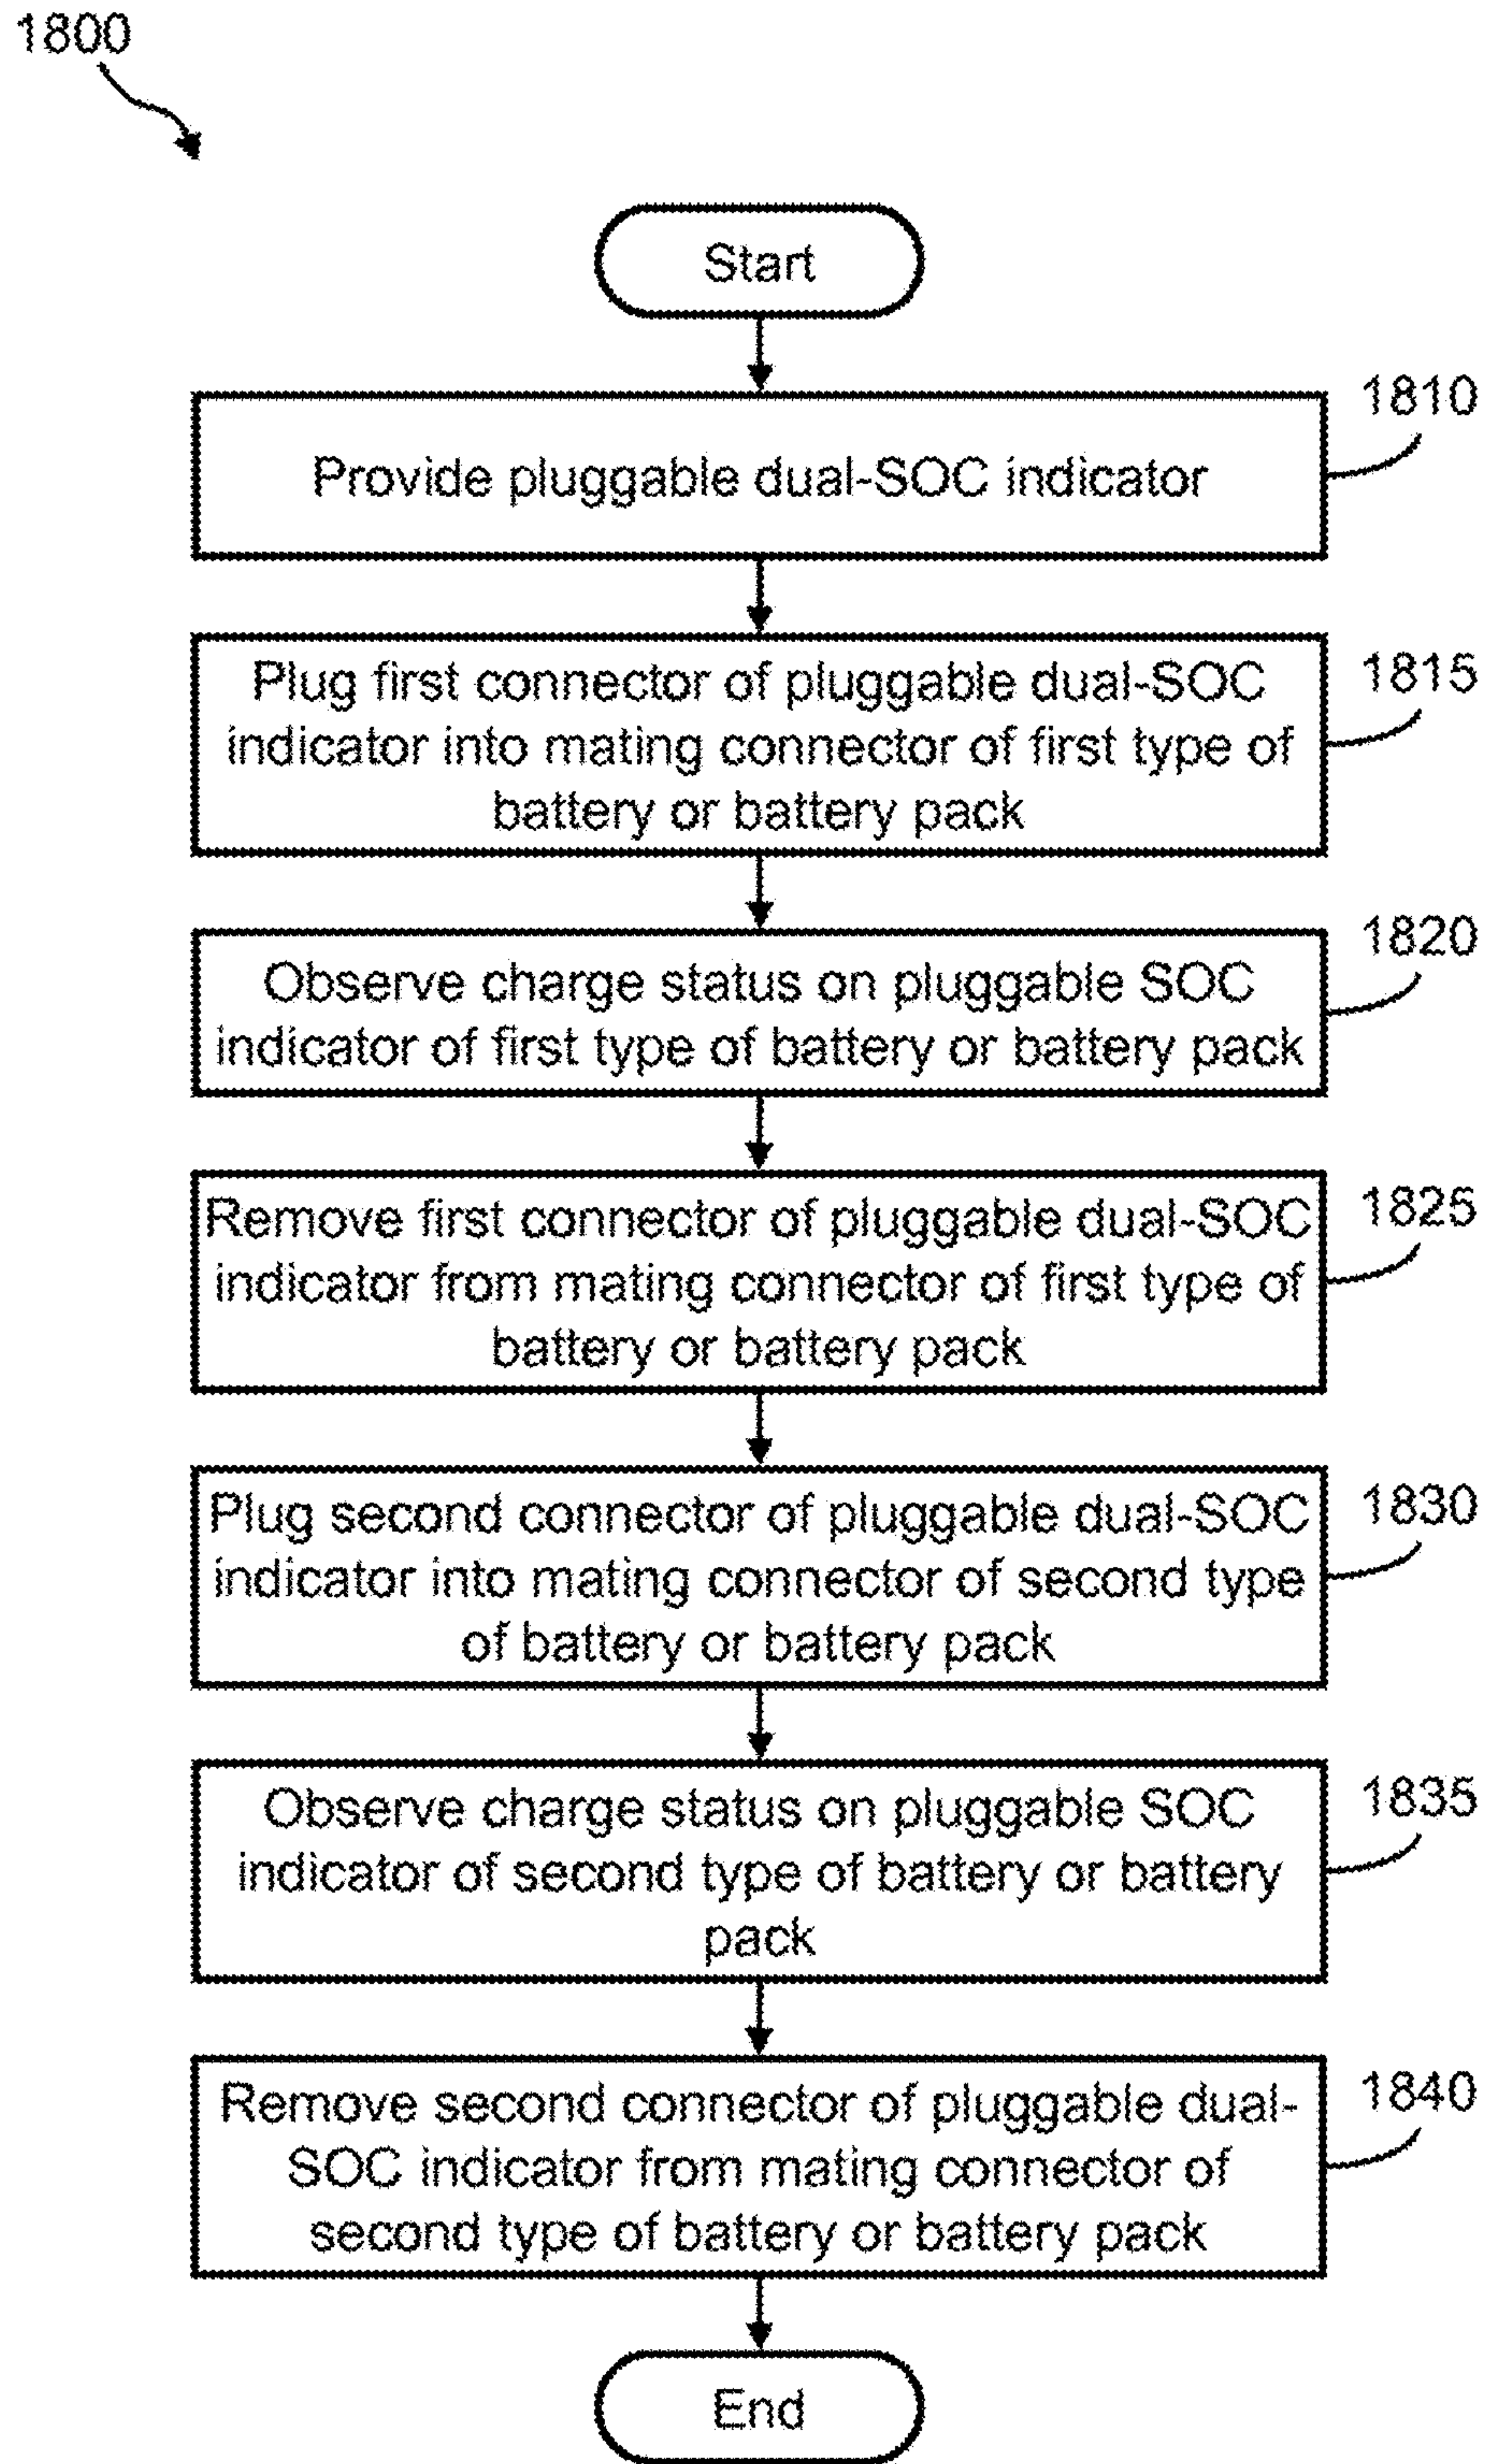 1800
Start
1810
Provide pluggable dual-SOC indicator
1815
Plug first connector of pluggable dual-SOC
indicator into mating connector of first type of
battery or battery pack
1820
Observe charge status on pluggable SOC
indicator of first type of battery or battery pack
1825
Remove first connector of pluggable dual-SOC
indicator from mating connector of first type of
battery or battery pack
1830
Plug second connector of pluggable dual-SOC
indicator into mating connector of second type
of battery or battery pack
1835
Observe charge status on pluggable SOC
indicator of second type of battery or battery
pack
1840
Remove second connector of pluggable dual-
SOC indicator from mating connector of
second type of battery or battery pack
End